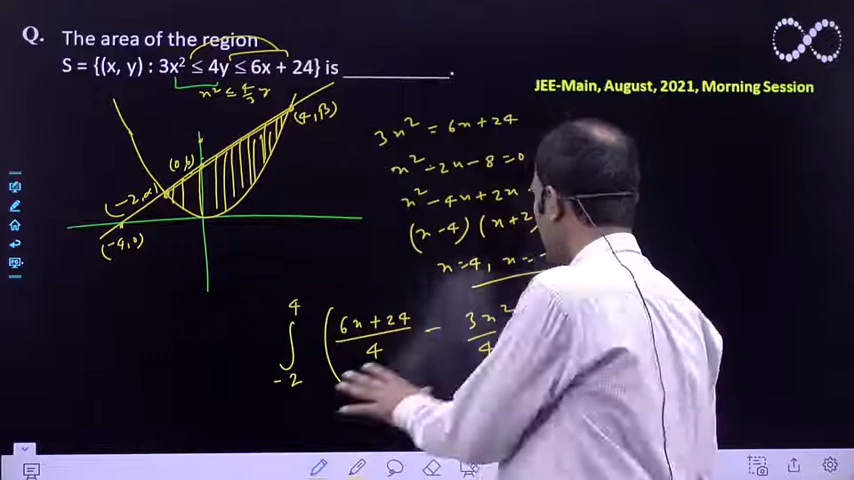 Q. The area of the region
S = {(x, y) : 3x² ≤ 4y ≤ 6x + 24} is ________.
x² ≤ 4/3 y
JEE-Main, August, 2021, Morning Session
(4, β)
(0, 6)
(-2, α)
(-4, 0)
3x² = 6x + 24
x² - 2x - 8 = 0
x² - 4x + 2x
(x-4) (x+2)
x = 4, x =
∫ 4 -2 ( 6x + 24 / 4 - 3x² / 4